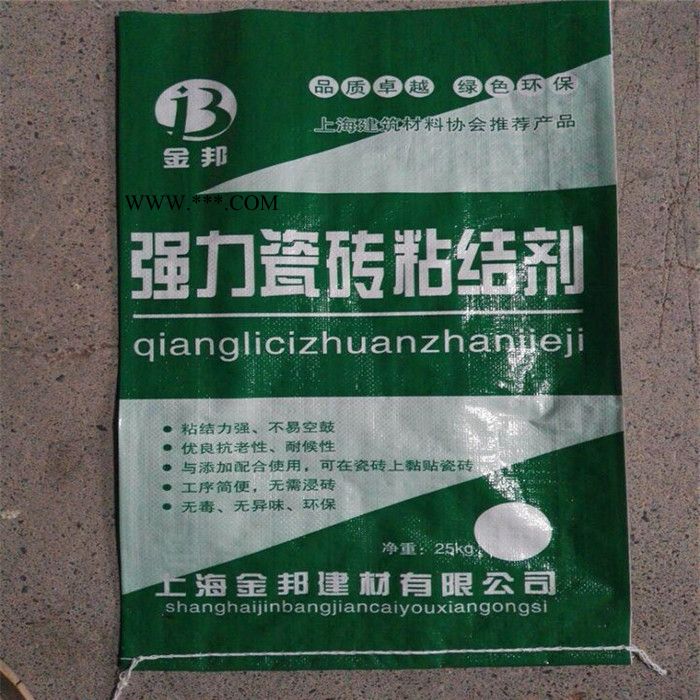 品质卓越 绿色环保
上海建筑材料协会推荐产品
JB
金邦
WWW.***.COM
强力瓷砖粘结剂
qianglicizhuanzhanjieji
• 粘结力强、不易空鼓
• 优良抗老性、耐候性
• 与添加配合使用，可在瓷砖上黏贴瓷砖
• 工序简便，无需浸砖
• 无毒、无异味、环保
净重：25kg
上海金邦建材有限公司
shanghaijinbangjiancaiyouxiangongsi